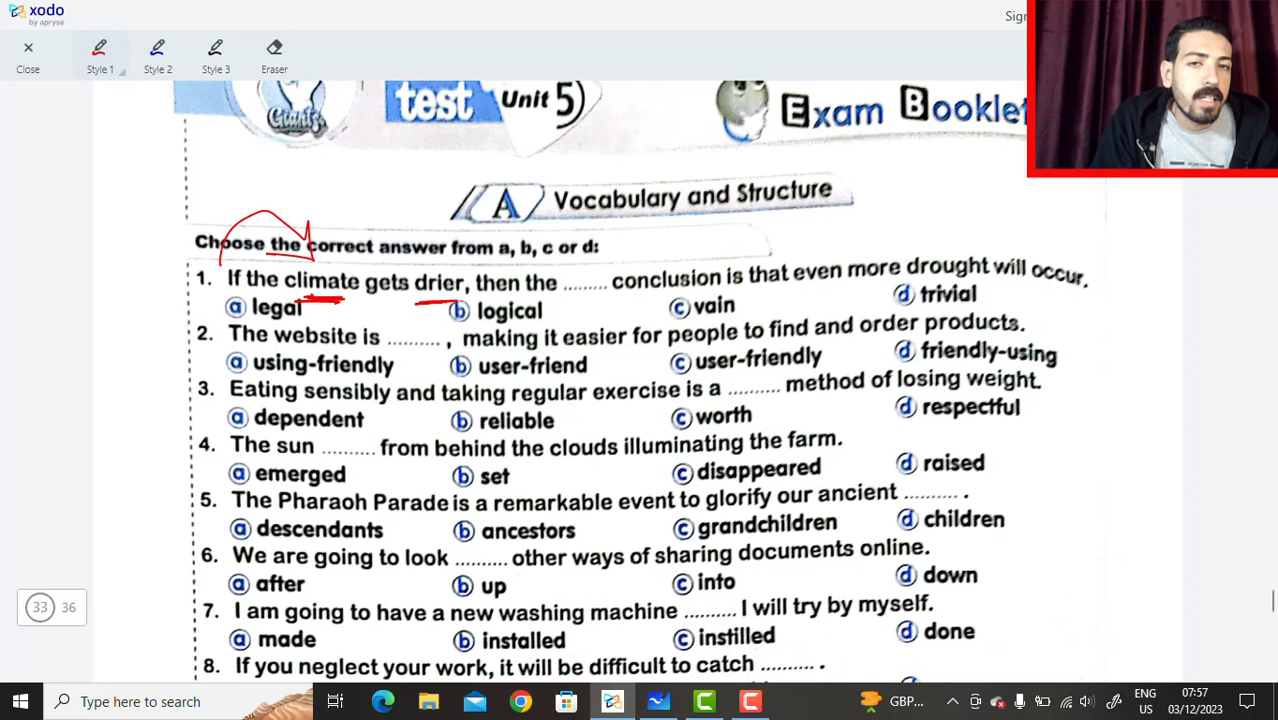 xodo
by apryse
Sign
Close
Style 1
Style 2
Style 3
Eraser
Giants
test Unit 5
Exam Booklet
A Vocabulary and Structure
Choose the correct answer from a, b, c or d:
1. If the climate gets drier, then the ........ conclusion is that even more drought will occur.
a legal b logical c vain d trivial
2. The website is .......... , making it easier for people to find and order products.
a using-friendly b user-friend c user-friendly d friendly-using
3. Eating sensibly and taking regular exercise is a .......... method of losing weight.
a dependent b reliable c worth d respectful
4. The sun .......... from behind the clouds illuminating the farm.
a emerged b set c disappeared d raised
5. The Pharaoh Parade is a remarkable event to glorify our ancient .......... .
a descendants b ancestors c grandchildren d children
6. We are going to look .......... other ways of sharing documents online.
a after b up c into d down
7. I am going to have a new washing machine .......... I will try by myself.
a made b installed c instilled d done
8. If you neglect your work, it will be difficult to catch .......... .
33 36
Type here to search
GBP...
ENG
07:57
03/12/2023